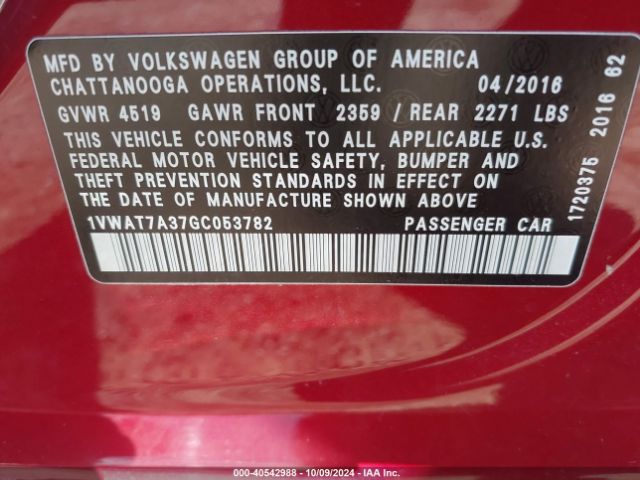 MFD BY VOLKSWAGEN GROUP OF AMERICA
CHATTANOOGA OPERATIONS, LLC. 04/2016
GVWR 4519 GAWR FRONT 2359 / REAR 2271 LBS
THIS VEHICLE CONFORMS TO ALL APPLICABLE U.S.
FEDERAL MOTOR VEHICLE SAFETY, BUMPER AND
THEFT PREVENTION STANDARDS IN EFFECT ON
THE DATE OF MANUFACTURE SHOWN ABOVE
1VWAT7A37GC053782 PASSENGER CAR
1720375 2016 62
000-40542988 - 10/09/2024 - IAA Inc.